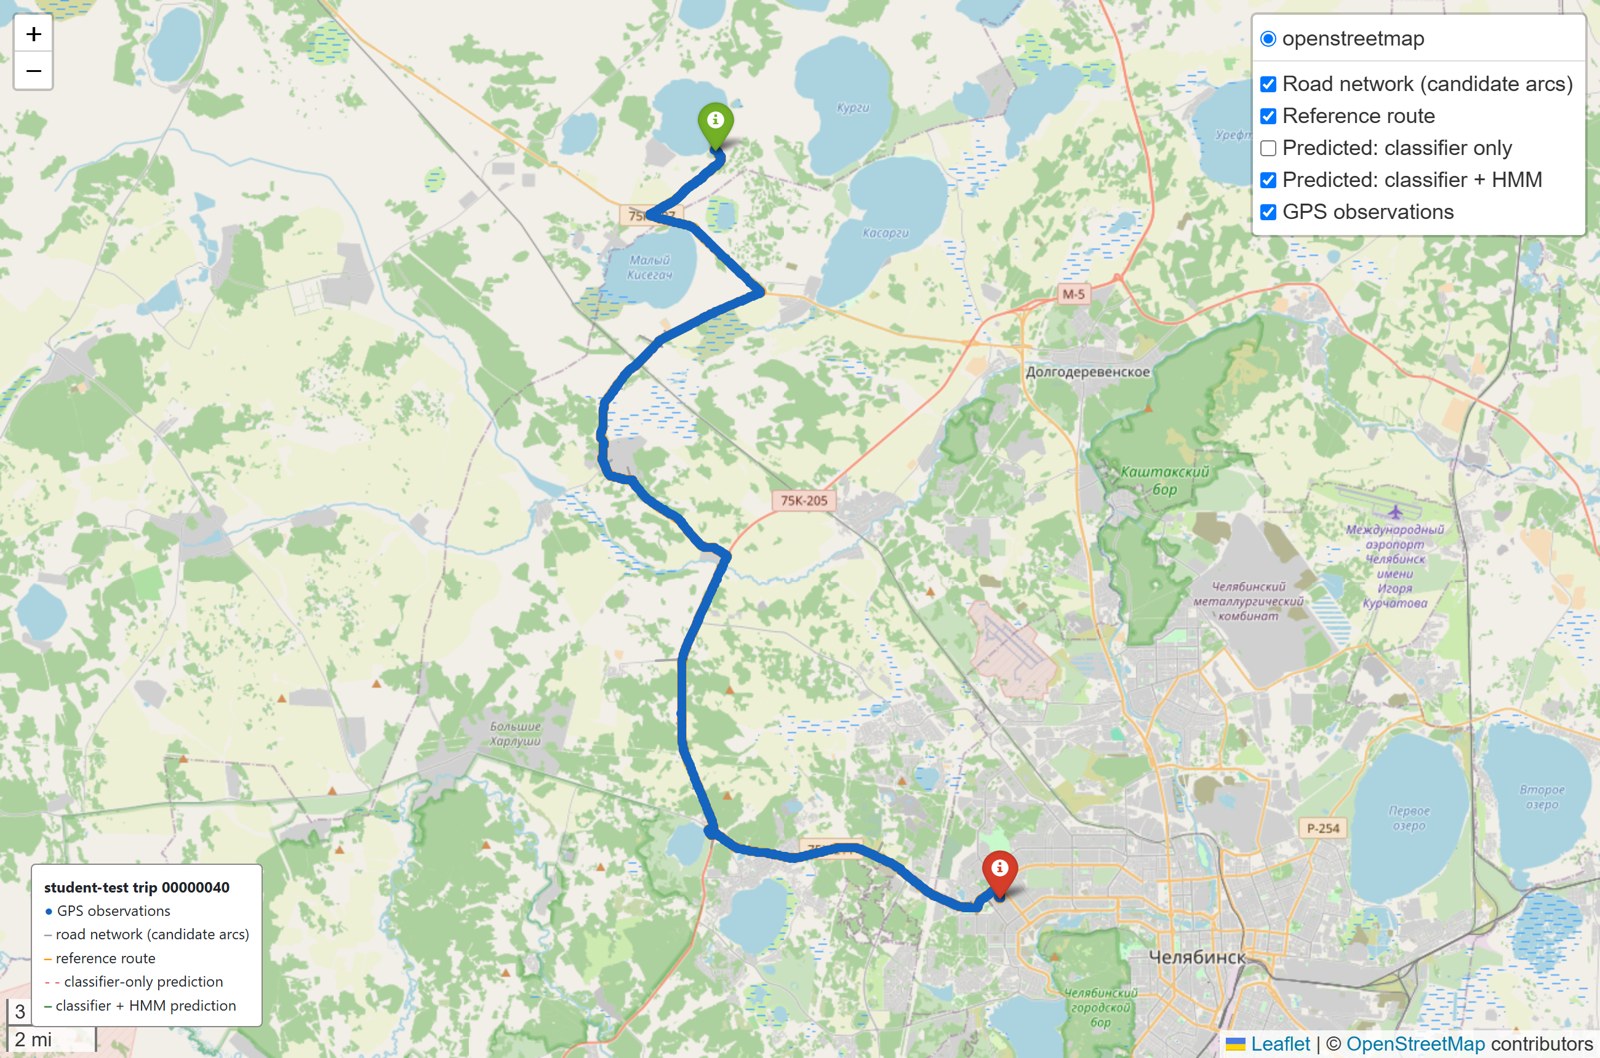 +
−
openstreetmap
Road network (candidate arcs)
Reference route
Predicted: classifier only
Predicted: classifier + HMM
GPS observations
Курги
Касарги
Малый
Кисегач
М-5
Долгодеревенское
Каштакский
бор
75К-205
Международный
аэропорт
Челябинск
имени
Игоря
Курчатова
Челябинский
металлургический
комбинат
Большие
Харлуши
Первое
озеро
Второе
озеро
Р-254
Челябинск
Челябинский
городской
бор
student-test trip 00000040
GPS observations
road network (candidate arcs)
reference route
classifier-only prediction
classifier + HMM prediction
3
2 mi
Leaflet | © OpenStreetMap contributors